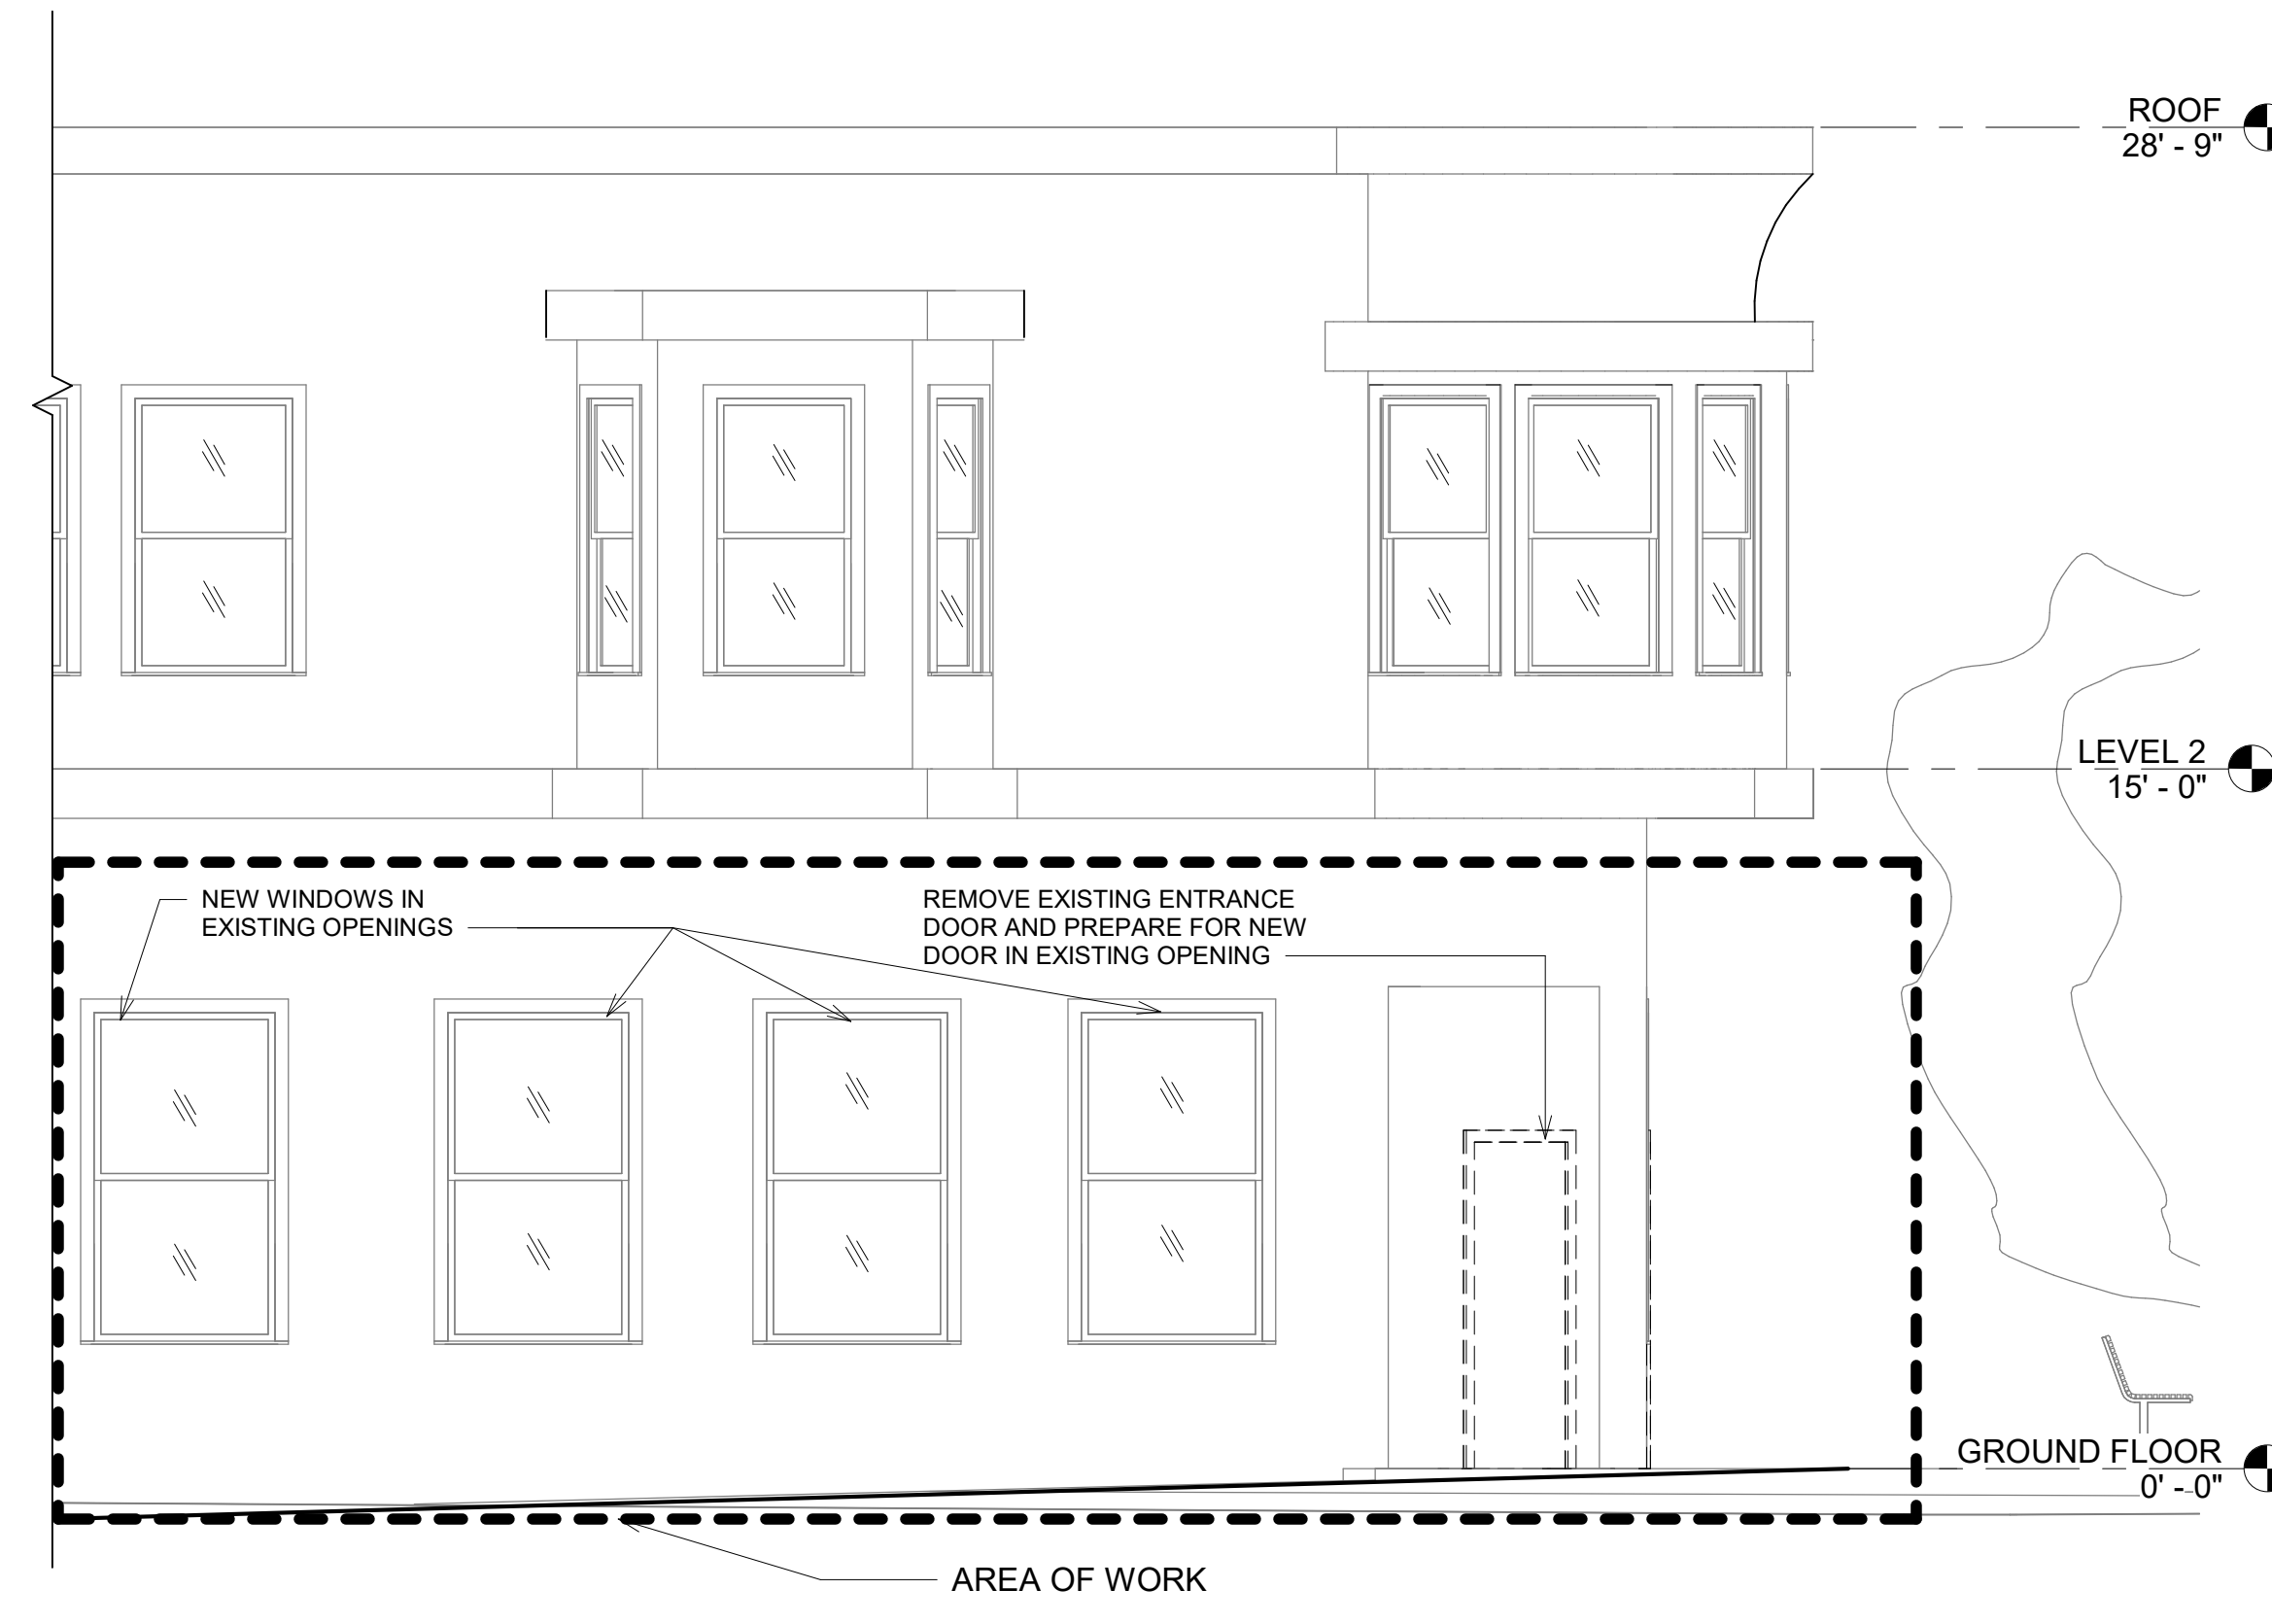 ROOF
28' - 9"
LEVEL 2
15' - 0"
NEW WINDOWS IN
EXISTING OPENINGS
REMOVE EXISTING ENTRANCE
DOOR AND PREPARE FOR NEW
DOOR IN EXISTING OPENING
GROUND FLOOR
0' - 0"
AREA OF WORK